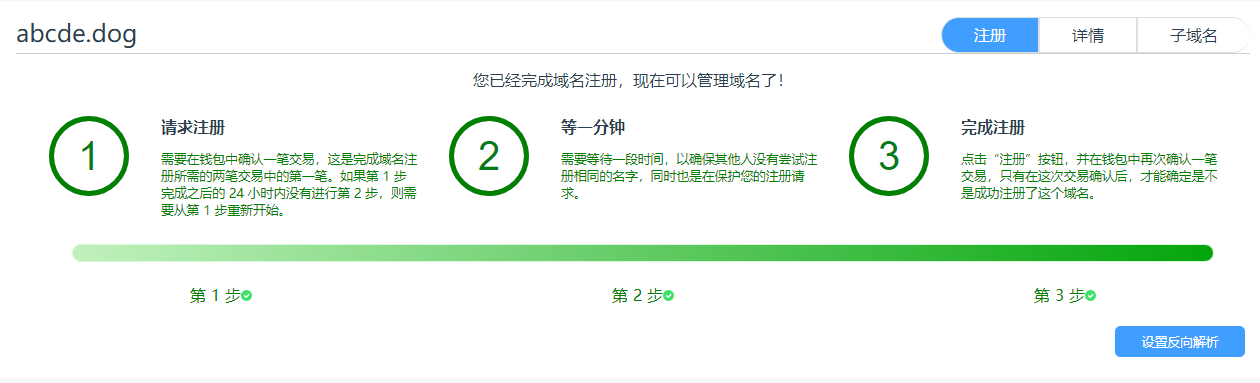 abcde.dog
注册
详情
子域名
您已经完成域名注册，现在可以管理域名了！
1
请求注册
需要在钱包中确认一笔交易，这是完成域名注
册所需的两笔交易中的第一笔。如果第 1 步
完成之后的 24 小时内没有进行第 2 步，则需
要从第 1 步重新开始。
2
等一分钟
需要等待一段时间，以确保其他人没有尝试注
册相同的名字，同时也是在保护您的注册请
求。
3
完成注册
点击“注册”按钮，并在钱包中再次确认一笔
交易，只有在这次交易确认后，才能确定是不
是成功注册了这个域名。
第 1 步
第 2 步
第 3 步
设置反向解析